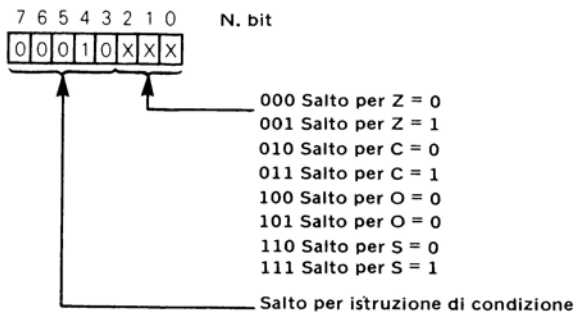 7 6 5 4 3 2 1 0 N. bit
0 0 0 1 0 X X X
000 Salto per Z = 0
001 Salto per Z = 1
010 Salto per C = 0
011 Salto per C = 1
100 Salto per O = 0
101 Salto per O = 0
110 Salto per S = 0
111 Salto per S = 1
Salto per istruzione di condizione